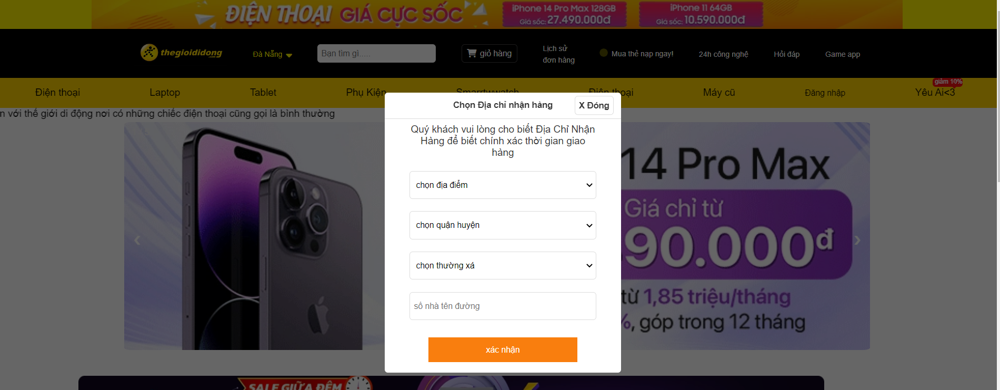 ĐIỆN THOẠI GIÁ CỰC SỐC
iPhone 14 Pro Max 128GB
Giá sốc: 27.490.000đ
iPhone 11 64GB
Giá sốc: 10.590.000đ
thegioididong
.com
Đà Nẵng
Bạn tìm gì.....
giỏ hàng
Lịch sử
đơn hàng
Mua thẻ nạp ngay!
24h công nghệ
Hỏi đáp
Game app
Điện thoại
Laptop
Tablet
Phụ Kiện
Smarrtwwatch
Điện thoại
Máy cũ
Đăng nhập
giảm 10%
Yêu Ai<3
n với thế giới di động nơi có những chiếc điện thoại cũng gọi là bình thường
Chọn Địa chỉ nhận hàng
X Đóng
Quý khách vui lòng cho biết Địa Chỉ Nhận
Hàng để biết chính xác thời gian giao
hàng
chọn địa điểm
chọn quận huyện
chọn thường xá
số nhà tên đường
xác nhận
14 Pro Max
Giá chỉ từ
90.000đ
từ 1,85 triệu/tháng
%, góp trong 12 tháng
SALE GIỮA ĐÊM